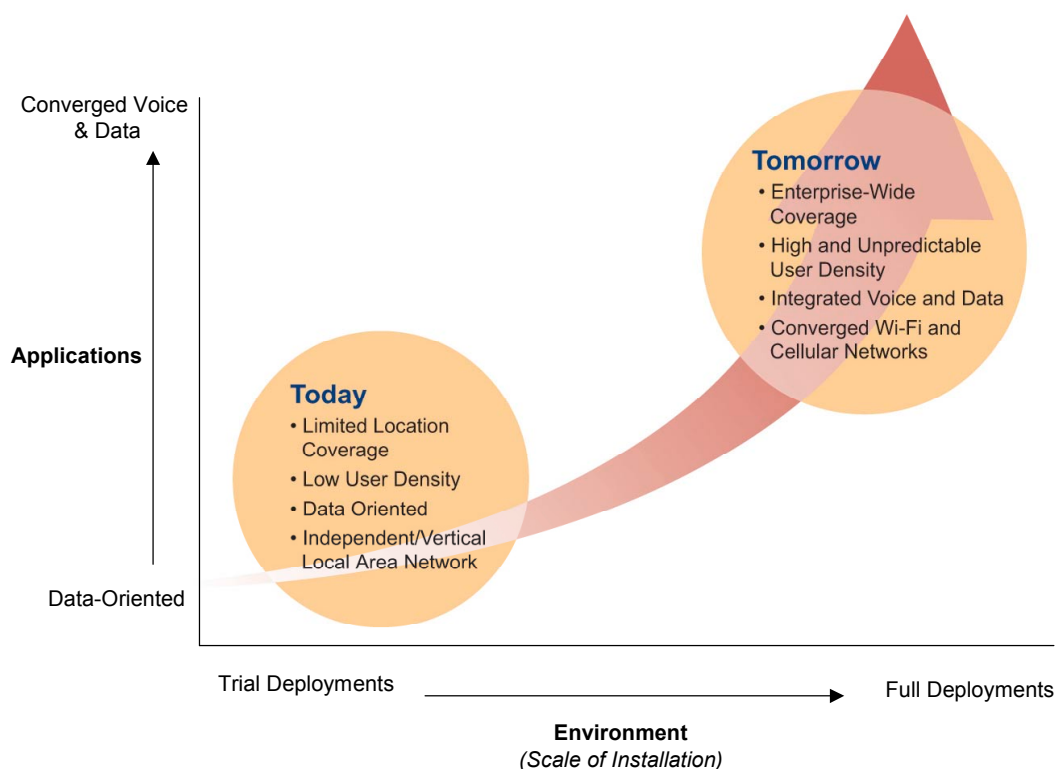 Converged Voice
& Data
Applications
Data-Oriented
Today
• Limited Location
Coverage
• Low User Density
• Data Oriented
• Independent/Vertical
Local Area Network
Tomorrow
• Enterprise-Wide
Coverage
• High and Unpredictable
User Density
• Integrated Voice and Data
• Converged Wi-Fi and
Cellular Networks
Trial Deployments
Full Deployments
Environment
(Scale of Installation)